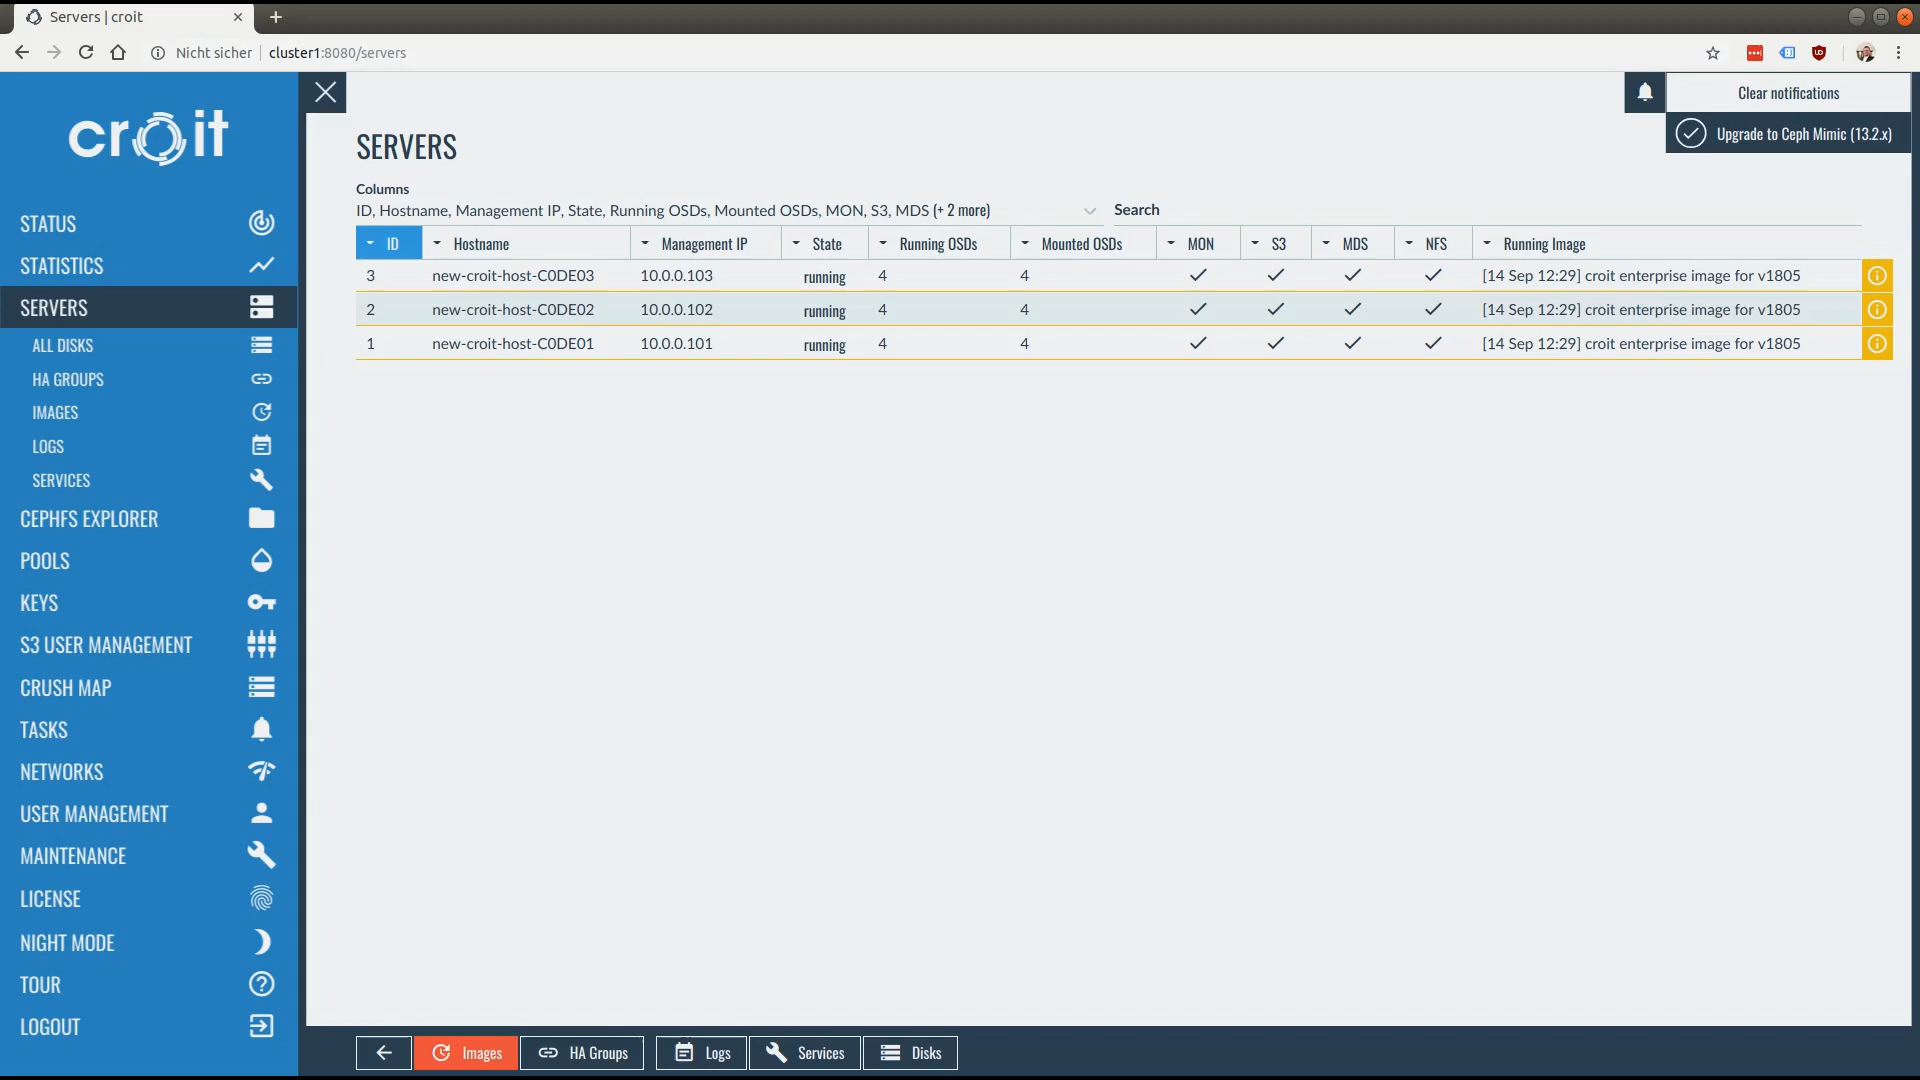 Servers | croit
Nicht sicher cluster1:8080/servers
croit
Clear notifications
Upgrade to Ceph Mimic (13.2.x)
STATUS
STATISTICS
SERVERS
ALL DISKS
HA GROUPS
IMAGES
LOGS
SERVICES
CEPHFS EXPLORER
POOLS
KEYS
S3 USER MANAGEMENT
CRUSH MAP
TASKS
NETWORKS
USER MANAGEMENT
MAINTENANCE
LICENSE
NIGHT MODE
TOUR
LOGOUT
SERVERS
Columns
ID, Hostname, Management IP, State, Running OSDs, Mounted OSDs, MON, S3, MDS (+ 2 more)
Search
ID Hostname Management IP State Running OSDs Mounted OSDs MON S3 MDS NFS Running Image
3 new-croit-host-C0DE03 10.0.0.103 running 4 4 [14 Sep 12:29] croit enterprise image for v1805
2 new-croit-host-C0DE02 10.0.0.102 running 4 4 [14 Sep 12:29] croit enterprise image for v1805
1 new-croit-host-C0DE01 10.0.0.101 running 4 4 [14 Sep 12:29] croit enterprise image for v1805
Images HA Groups Logs Services Disks